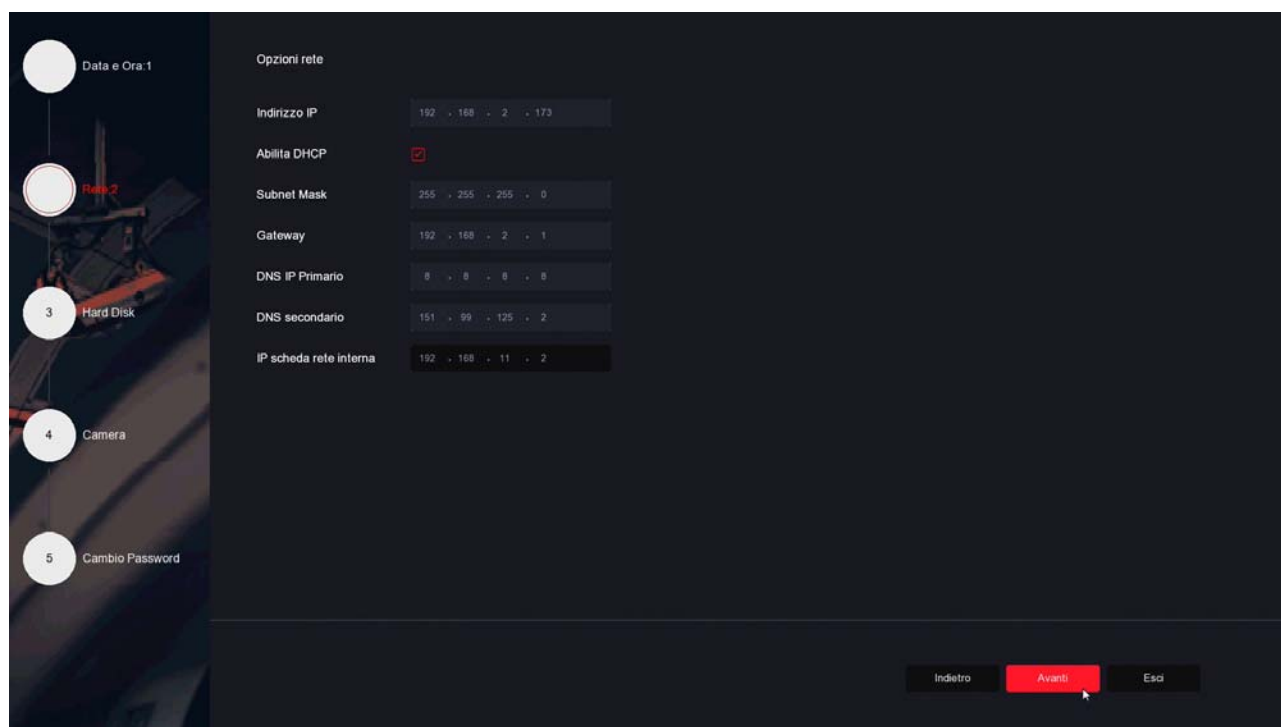 Data e Ora:1
Rete:2
3 Hard Disk
4 Camera
5 Cambio Password
Opzioni rete
Indirizzo IP 192 . 168 . 2 . 173
Abilita DHCP
Subnet Mask 255 . 255 . 255 . 0
Gateway 192 . 168 . 2 . 1
DNS IP Primario 8 . 8 . 8 . 8
DNS secondario 151 . 99 . 125 . 2
IP scheda rete interna 192 . 168 . 11 . 2
Indietro Avanti Esci